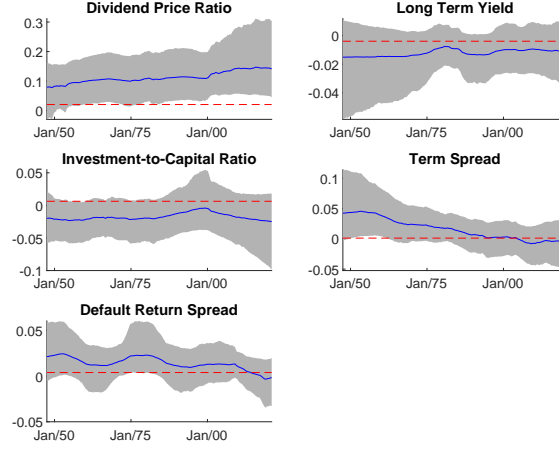 Dividend Price Ratio
0.3
0.2
0.1
0
Jan/50 Jan/75 Jan/00
Long Term Yield
0
-0.02
-0.04
Jan/50 Jan/75 Jan/00
Investment-to-Capital Ratio
0.05
0
-0.05
-0.1
Jan/50 Jan/75 Jan/00
Term Spread
0.1
0.05
0
-0.05
Jan/50 Jan/75 Jan/00
Default Return Spread
0.05
0
-0.05
Jan/50 Jan/75 Jan/00